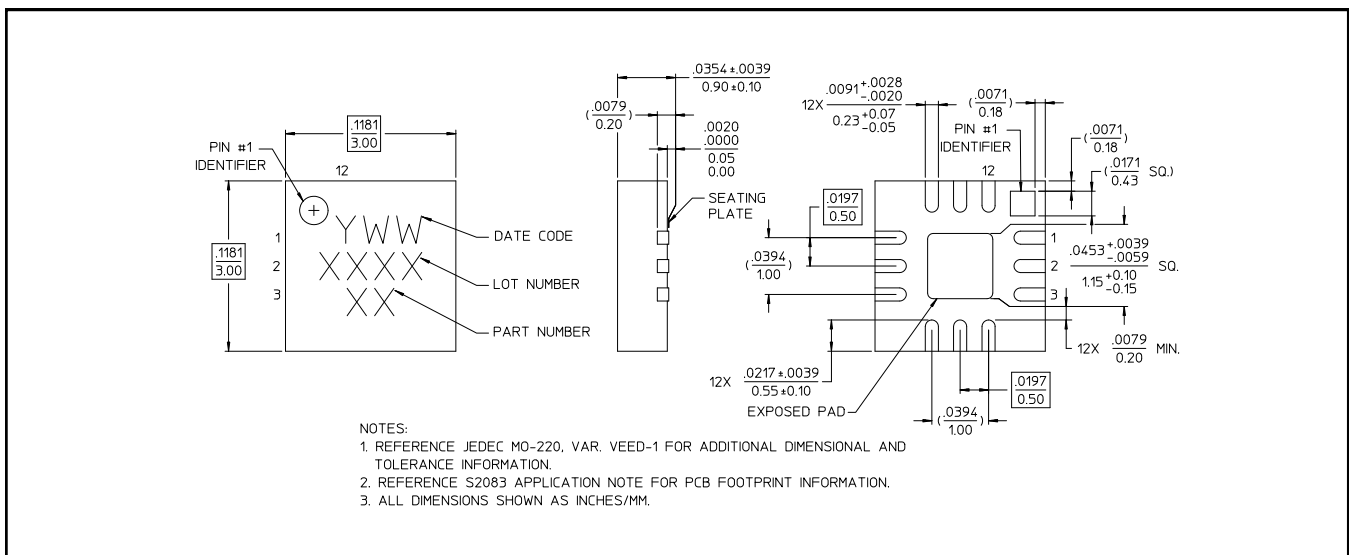 .1181
3.00
PIN #1
IDENTIFIER
12
.1181
3.00
1
2
3
YWW
XXXX
XX
DATE CODE
LOT NUMBER
PART NUMBER
.0354 ±.0039
0.90 ±0.10
(.0079
0.20)
.0020
.0000
0.05
0.00
SEATING
PLATE
12X .0091 +.0028
-.0020
0.23 +0.07
-0.05
(.0071
0.18)
PIN #1
IDENTIFIER
12
(.0071
0.18)
(.0171
0.43 SQ.)
.0197
0.50
(.0394
1.00)
1
2
3
.0453 +.0039
-.0059 SQ.
1.15 +0.10
-0.15
12X .0079
0.20 MIN.
12X .0217 ±.0039
0.55 ±0.10
EXPOSED PAD
.0197
0.50
(.0394
1.00)
NOTES:
1. REFERENCE JEDEC MO-220, VAR. VEED-1 FOR ADDITIONAL DIMENSIONAL AND
TOLERANCE INFORMATION.
2. REFERENCE S2083 APPLICATION NOTE FOR PCB FOOTPRINT INFORMATION.
3. ALL DIMENSIONS SHOWN AS INCHES/MM.